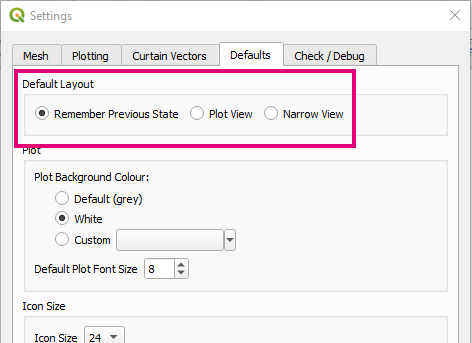 Settings
Mesh Plotting Curtain Vectors Defaults Check / Debug
Default Layout
Remember Previous State Plot View Narrow View
Plot
Plot Background Colour:
Default (grey)
White
Custom
Default Plot Font Size 8
Icon Size
Icon Size 24